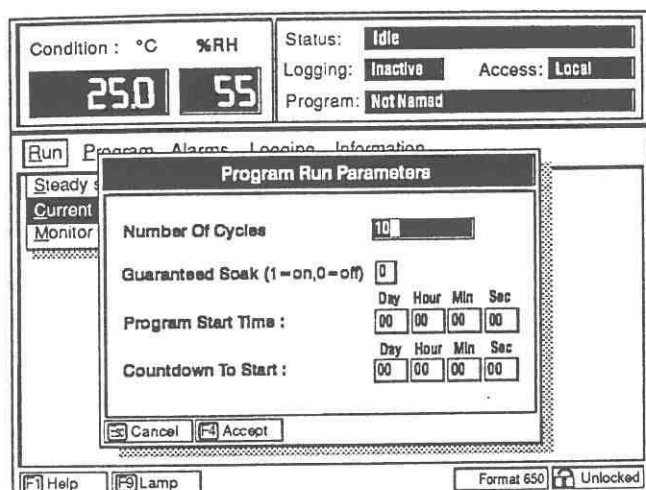 Condition : °C %RH
25.0 55
Status: Idle
Logging: Inactive Access: Local
Program: Not Named
Run Program Alarms Logging Information
Steady s
Current
Monitor
Program Run Parameters
Number Of Cycles 10
Guaranteed Soak (1=on,0=off) 0
Day Hour Min Sec
Program Start Time : 00 00 00 00
Day Hour Min Sec
Countdown To Start : 00 00 00 00
Esc Cancel F4 Accept
F1 Help F9 Lamp Format 650 Unlocked